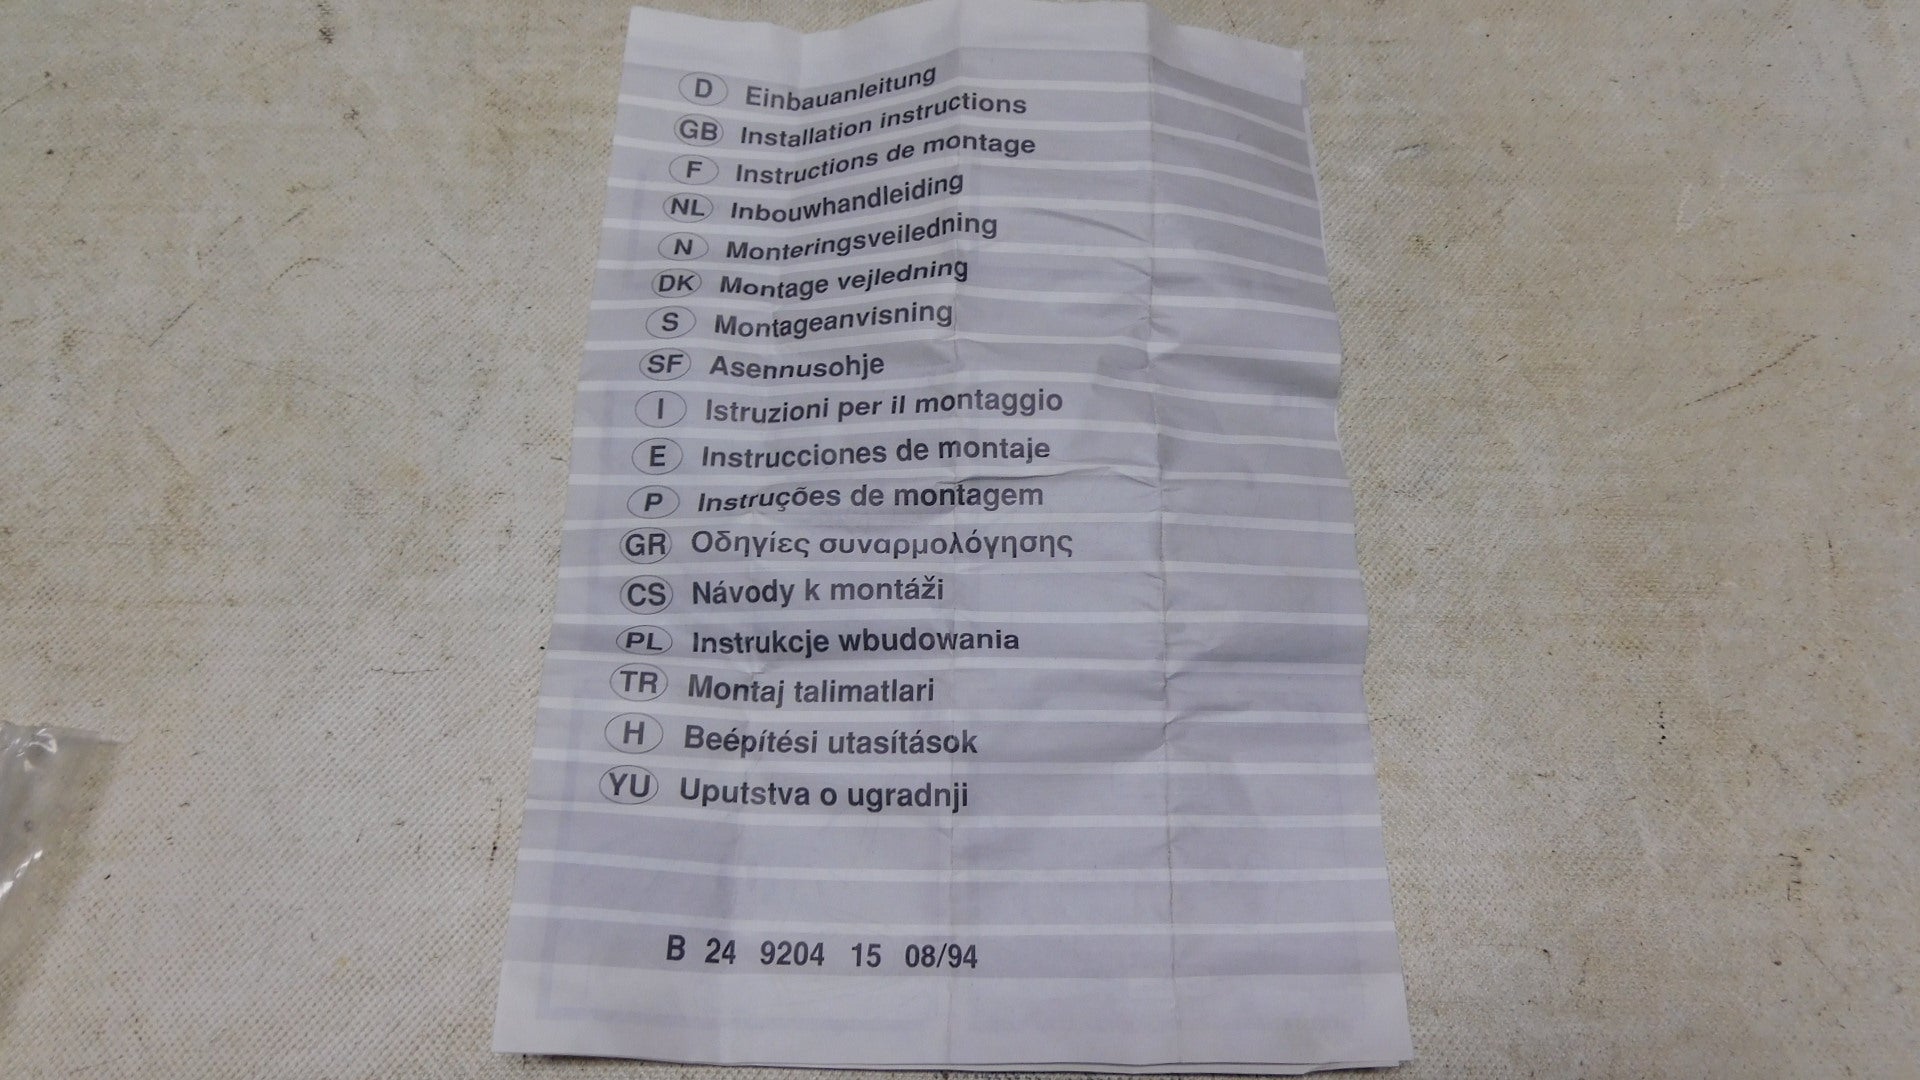 D Einbauanleitung
GB Installation instructions
F Instructions de montage
NL Inbouwhandleiding
N Monteringsveiledning
DK Montage vejledning
S Montageanvisning
SF Asennusohje
I Istruzioni per il montaggio
E Instrucciones de montaje
P Instruções de montagem
GR Οδηγίες συναρμολόγησης
CS Návody k montáži
PL Instrukcje wbudowania
TR Montaj talimatlari
H Beépítési utasítások
YU Uputstva o ugradnji
B 24 9204 15 08/94